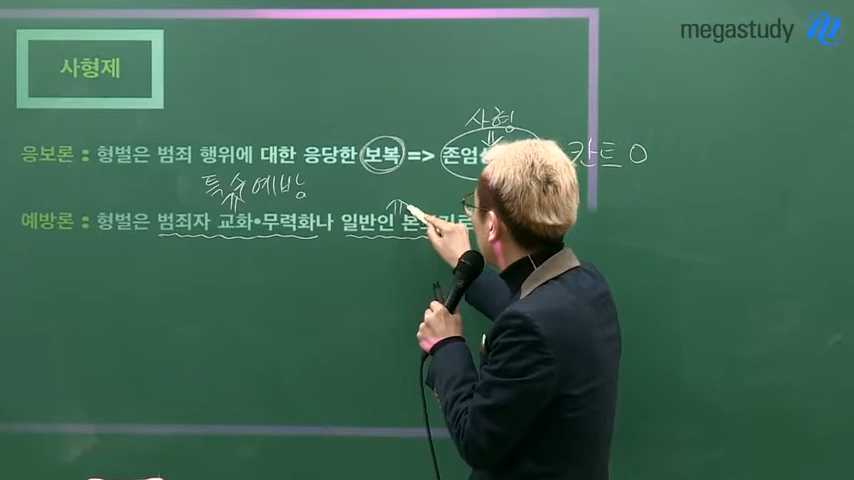 megastudy
사형제
사형
응보론 : 형벌은 범죄 행위에 대한 응당한 보복 => 존엄 칸트 O
특수예방
예방론 : 형벌은 범죄자 교화•무력화나 일반인